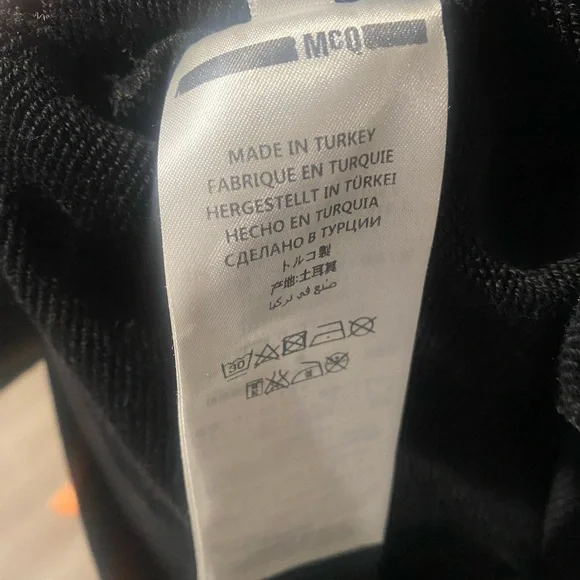 McQ
MADE IN TURKEY
FABRIQUE EN TURQUIE
HERGESTELLT IN TÜRKEI
HECHO EN TURQUIA
СДЕЛАНО В ТУРЦИИ
トルコ製
产地:土耳其
صنع في تركيا
30